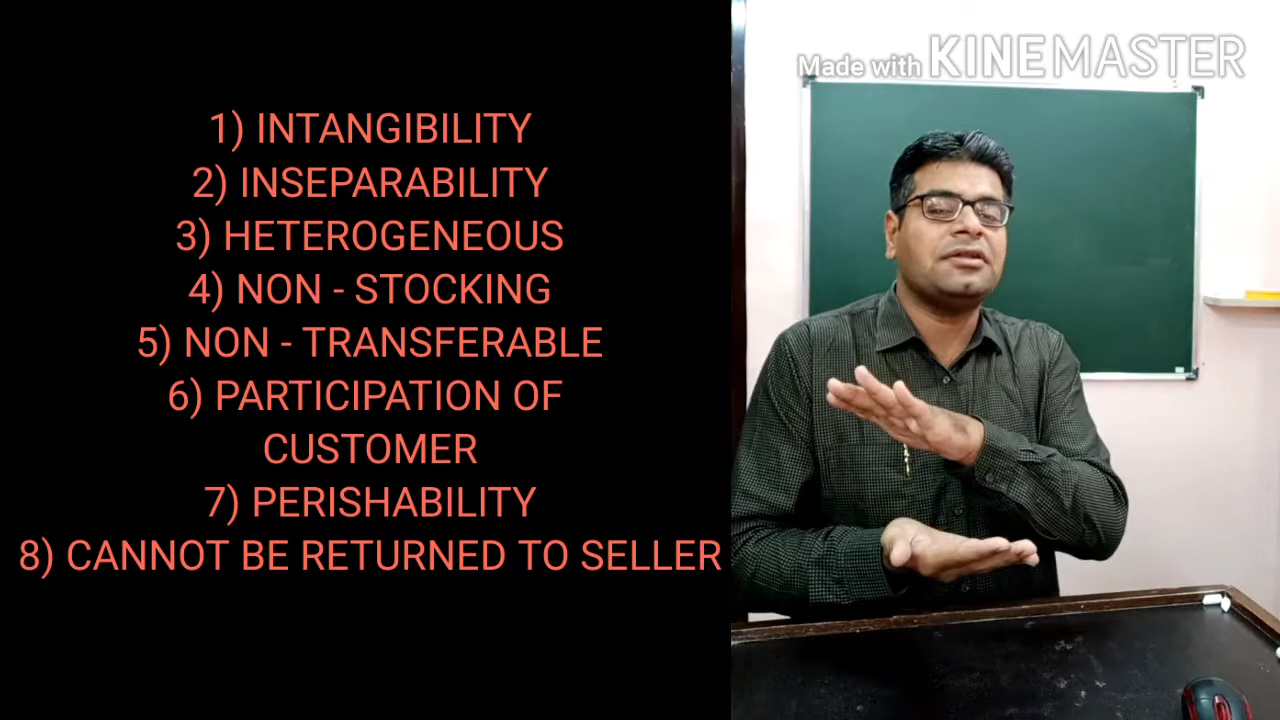 Made with KINEMASTER
1) INTANGIBILITY
2) INSEPARABILITY
3) HETEROGENEOUS
4) NON - STOCKING
5) NON - TRANSFERABLE
6) PARTICIPATION OF
CUSTOMER
7) PERISHABILITY
8) CANNOT BE RETURNED TO SELLER